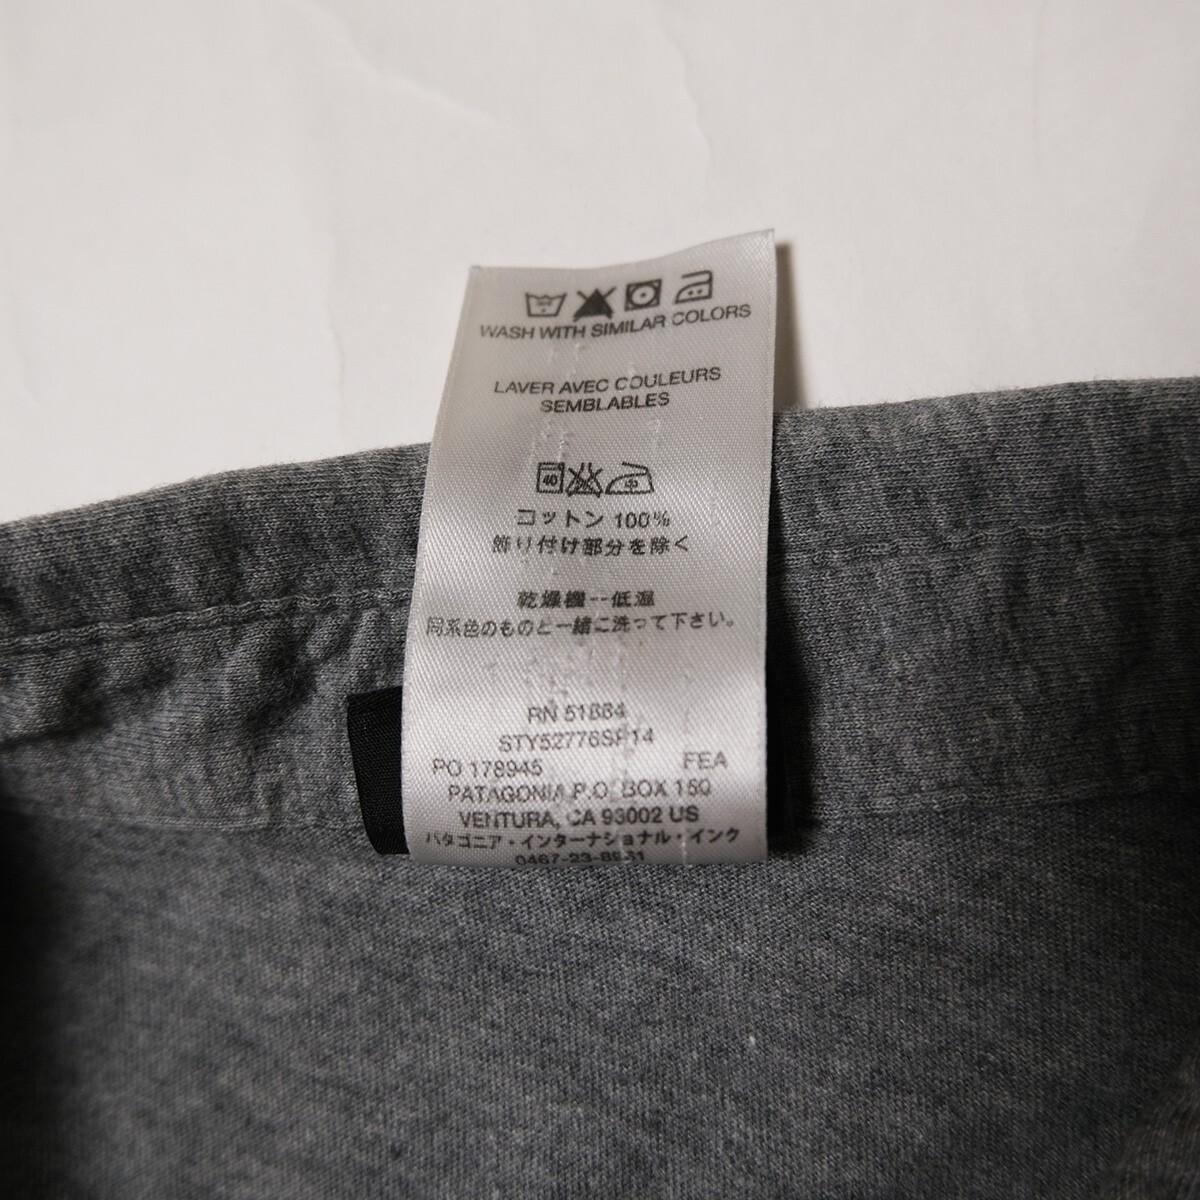 WASH WITH SIMILAR COLORS
LAVER AVEC COULEURS
SEMBLABLES
40 中
コットン 100%
飾り付け部分を除く
乾燥機--低温
同系色のものと一緒に洗って下さい。
RN 51884
STY52776SP14
PO 178945 FEA
PATAGONIA P.O. BOX 150
VENTURA, CA 93002 US
パタゴニア・インターナショナル・インク